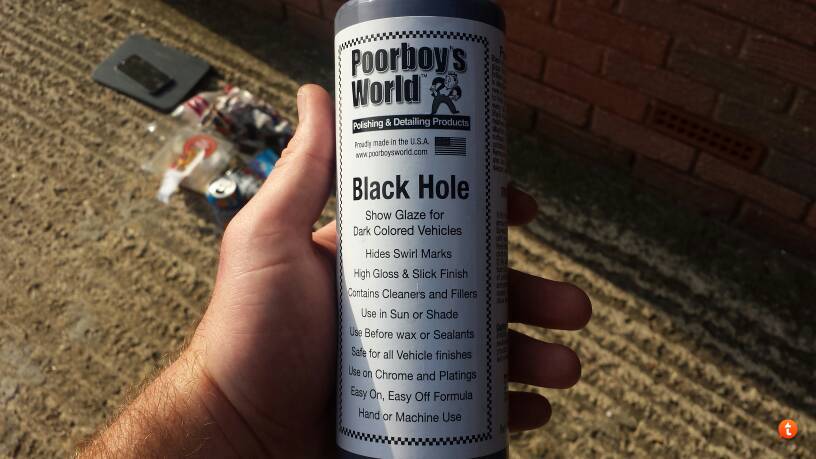 Poorboy's
World™
Polishing & Detailing Products
Proudly made in the U.S.A.
www.poorboysworld.com
Black Hole
Show Glaze for
Dark Colored Vehicles
Hides Swirl Marks
High Gloss & Slick Finish
Contains Cleaners and Fillers
Use in Sun or Shade
Use Before wax or Sealants
Safe for all Vehicle finishes
Use on Chrome and Platings
Easy On, Easy Off Formula
Hand or Machine Use
t